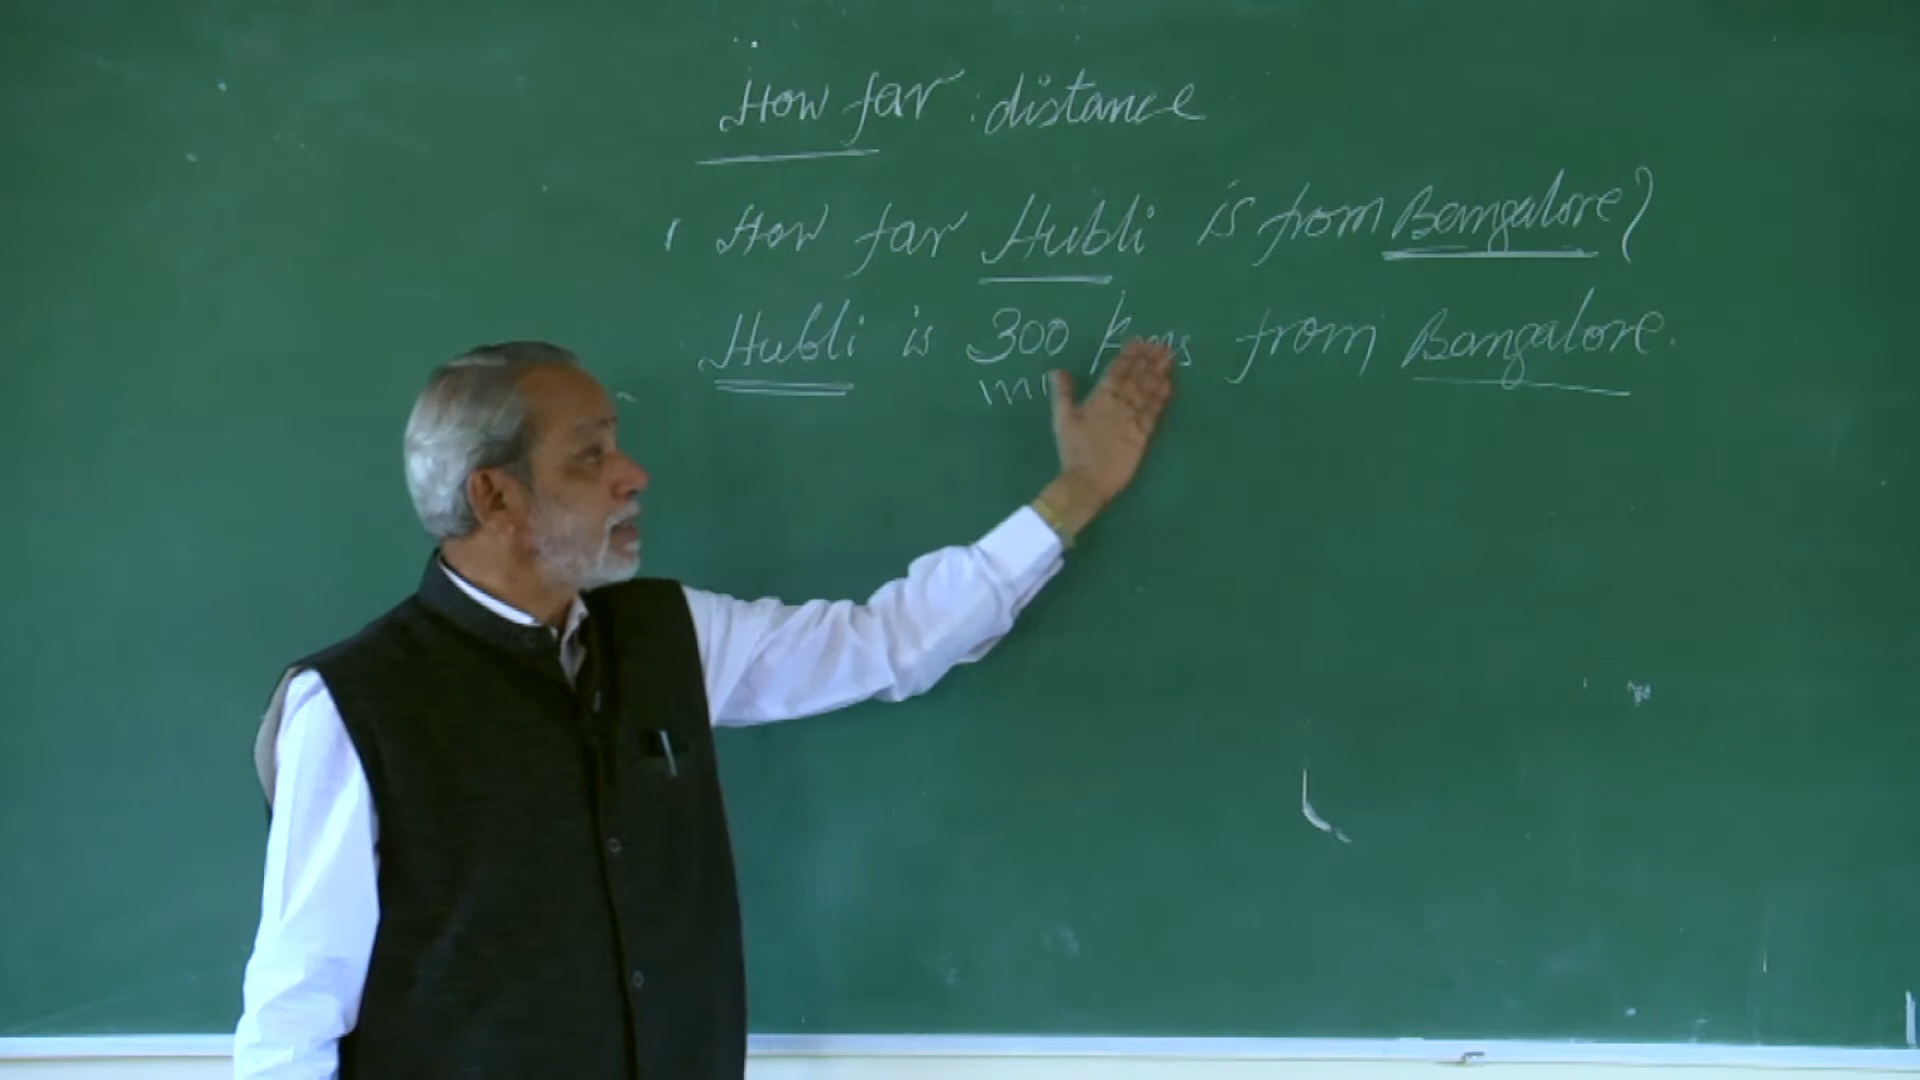 How far : distance
1 How far Hubli is from Bangalore?
Hubli is 300 kms from Bangalore.